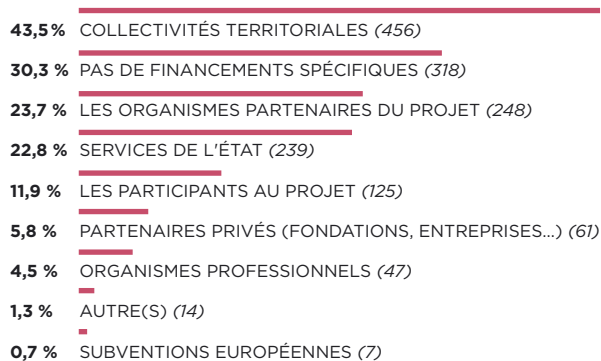 43,5 % COLLECTIVITÉS TERRITORIALES (456)
30,3 % PAS DE FINANCEMENTS SPÉCIFIQUES (318)
23,7 % LES ORGANISMES PARTENAIRES DU PROJET (248)
22,8 % SERVICES DE L'ÉTAT (239)
11,9 % LES PARTICIPANTS AU PROJET (125)
5,8 % PARTENAIRES PRIVÉS (FONDATIONS, ENTREPRISES...) (61)
4,5 % ORGANISMES PROFESSIONNELS (47)
1,3 % AUTRE(S) (14)
0,7 % SUBVENTIONS EUROPÉENNES (7)